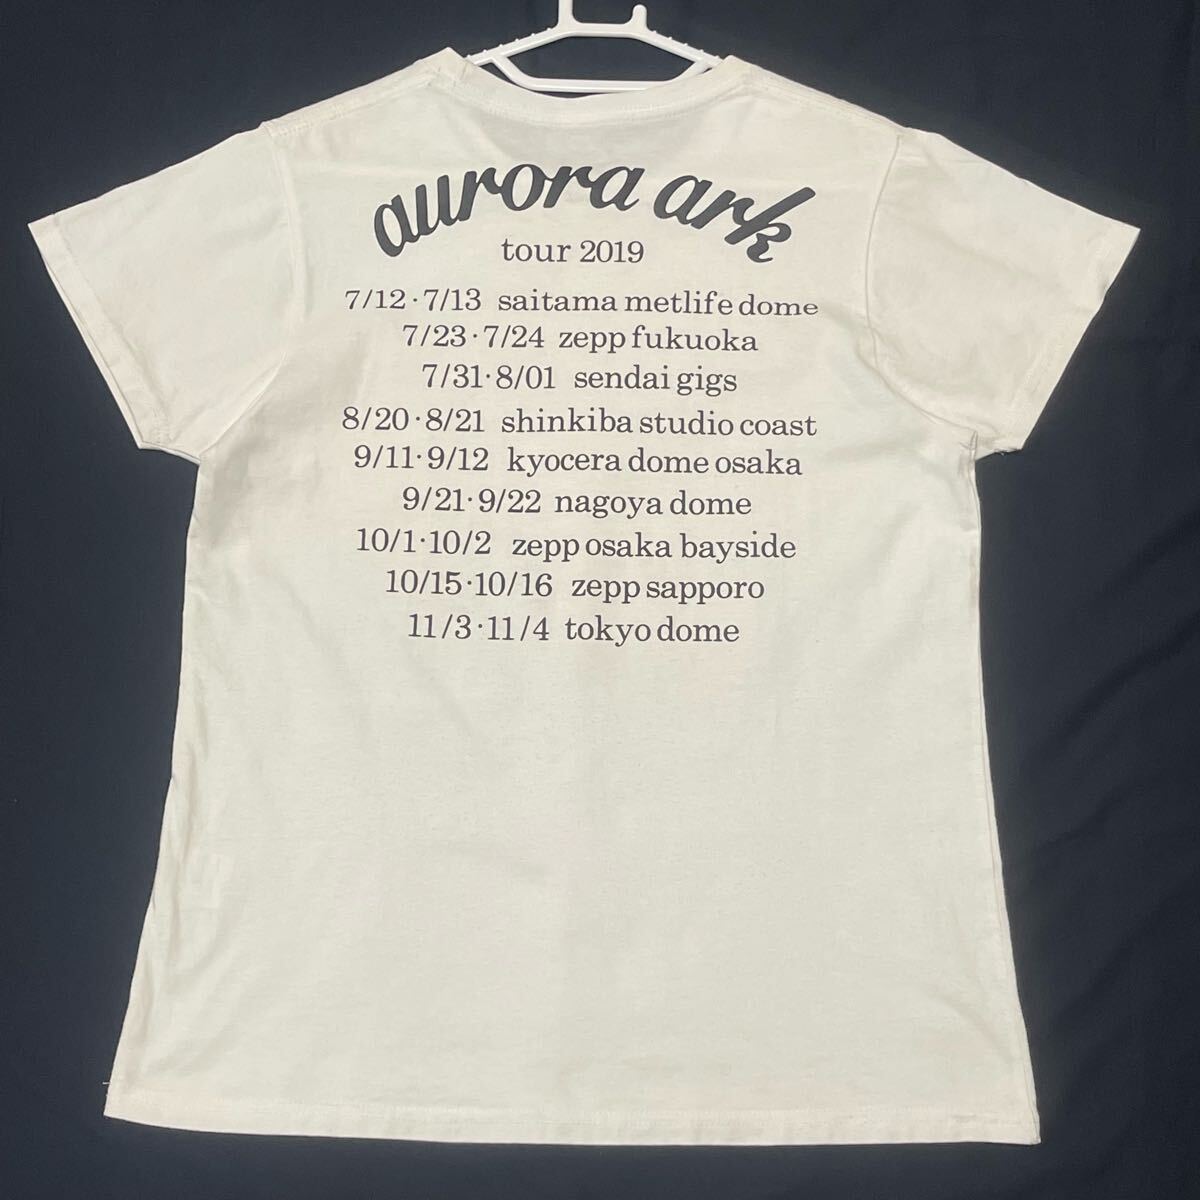 aurora ark
tour 2019
7/12·7/13 saitama metlife dome
7/23·7/24 zepp fukuoka
7/31·8/01 sendai gigs
8/20·8/21 shinkiba studio coast
9/11·9/12 kyocera dome osaka
9/21·9/22 nagoya dome
10/1·10/2 zepp osaka bayside
10/15·10/16 zepp sapporo
11/3·11/4 tokyo dome